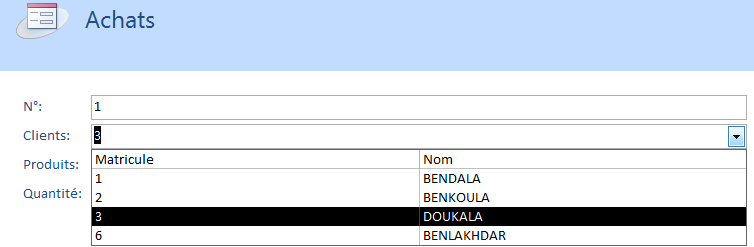 Achats
N°: 1
Clients: 3
Produits: Matricule Nom
1 BENDALA
Quantité: 2 BENKOULA
3 DOUKALA
6 BENLAKHDAR